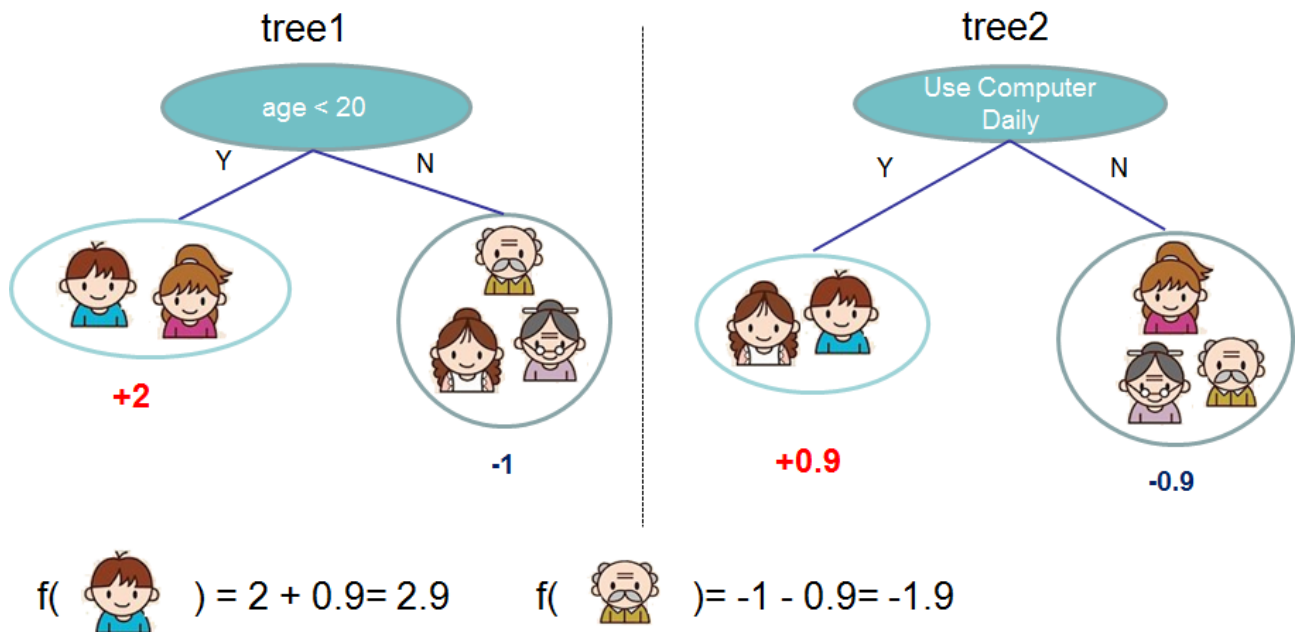 tree1
age < 20
Y
N
+2
-1
tree2
Use Computer
Daily
Y
N
+0.9
-0.9
f( ) = 2 + 0.9= 2.9
f( )= -1 - 0.9= -1.9